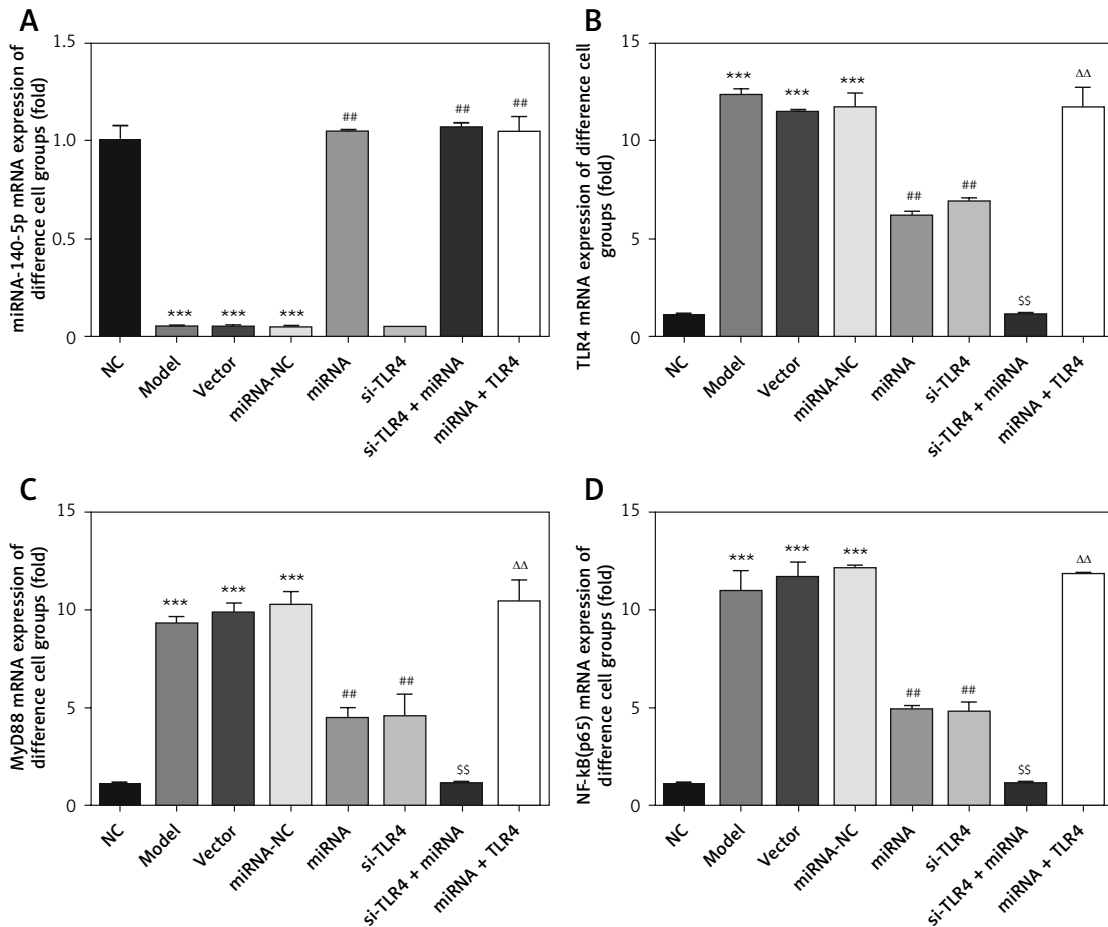 A
miRNA-140-5p mRNA expression of
difference cell groups (fold)
1.5
1.0
0.5
0
***
***
***
##
##
##
NC
Model
Vector
miRNA-NC
miRNA
si-TLR4
si-TLR4 + miRNA
miRNA + TLR4
B
TLR4 mRNA expression of difference cell
groups (fold)
15
10
5
0
***
***
***
##
##
$$
ΔΔ
NC
Model
Vector
miRNA-NC
miRNA
si-TLR4
si-TLR4 + miRNA
miRNA + TLR4
C
MyD88 mRNA expression of
difference cell groups (fold)
15
10
5
0
***
***
***
##
##
$$
ΔΔ
NC
Model
Vector
miRNA-NC
miRNA
si-TLR4
si-TLR4 + miRNA
miRNA + TLR4
D
NF-kB(p65) mRNA expression of
difference cell groups (fold)
15
10
5
0
***
***
***
##
##
$$
ΔΔ
NC
Model
Vector
miRNA-NC
miRNA
si-TLR4
si-TLR4 + miRNA
miRNA + TLR4